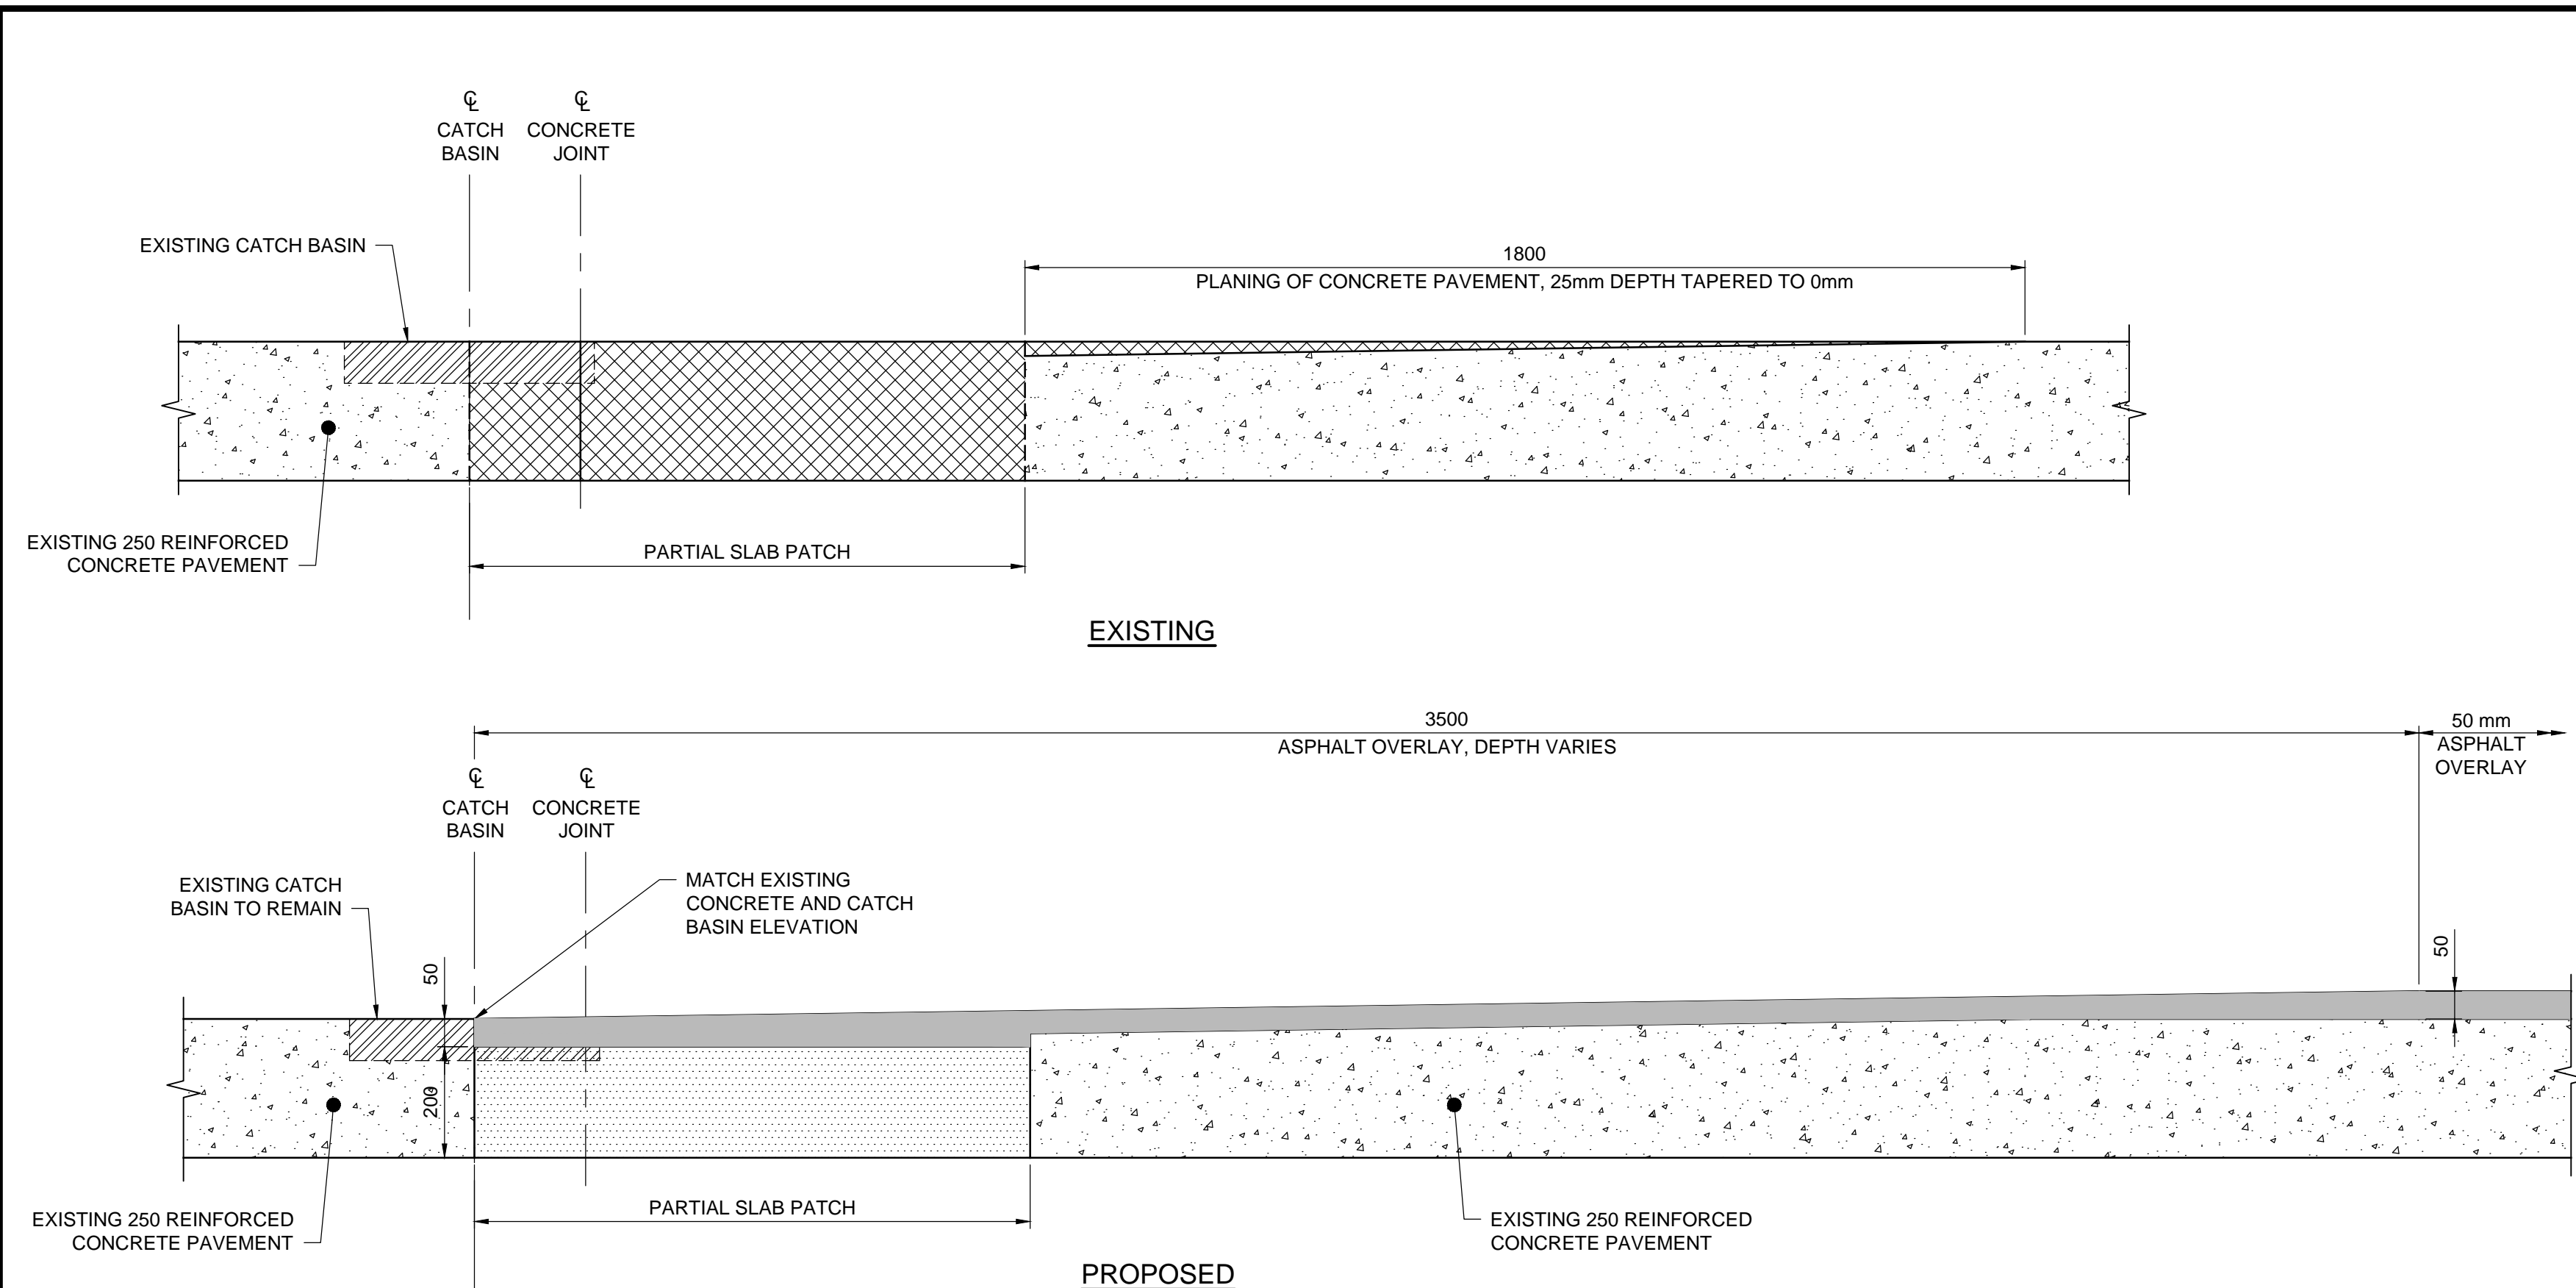 ℄
CATCH
BASIN
℄
CONCRETE
JOINT
EXISTING CATCH BASIN
1800
PLANING OF CONCRETE PAVEMENT, 25mm DEPTH TAPERED TO 0mm
EXISTING 250 REINFORCED
CONCRETE PAVEMENT
PARTIAL SLAB PATCH
EXISTING
3500
ASPHALT OVERLAY, DEPTH VARIES
50 mm
ASPHALT
OVERLAY
℄
CATCH
BASIN
℄
CONCRETE
JOINT
EXISTING CATCH
BASIN TO REMAIN
MATCH EXISTING
CONCRETE AND CATCH
BASIN ELEVATION
50
50
200
PARTIAL SLAB PATCH
EXISTING 250 REINFORCED
CONCRETE PAVEMENT
EXISTING 250 REINFORCED
CONCRETE PAVEMENT
PROPOSED